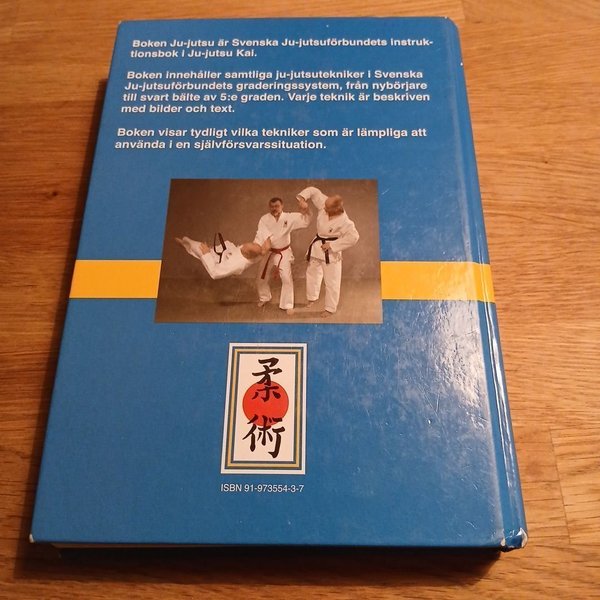 Boken Ju-jutsu är Svenska Ju-jutsuförbundets instruk-
tionsbok i Ju-jutsu Kai.
Boken innehåller samtliga ju-jutsutekniker i Svenska
Ju-jutsuförbundets graderingssystem, från nybörjare
till svart bälte av 5:e graden. Varje teknik är beskriven
med bilder och text.
Boken visar tydligt vilka tekniker som är lämpliga att
använda i en självförsvarssituation.
柔
術
ISBN 91-973554-3-7